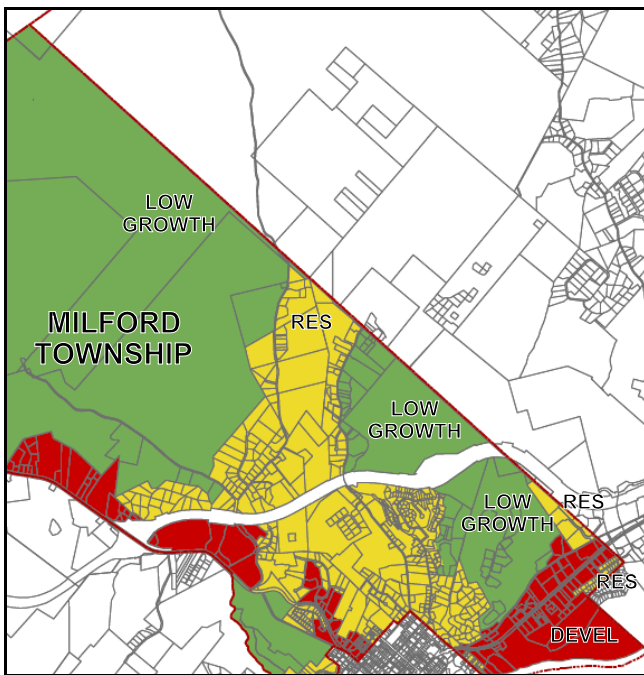 LOW
GROWTH
RES
MILFORD
TOWNSHIP
LOW
GROWTH
LOW
GROWTH
RES
RES
DEVEL